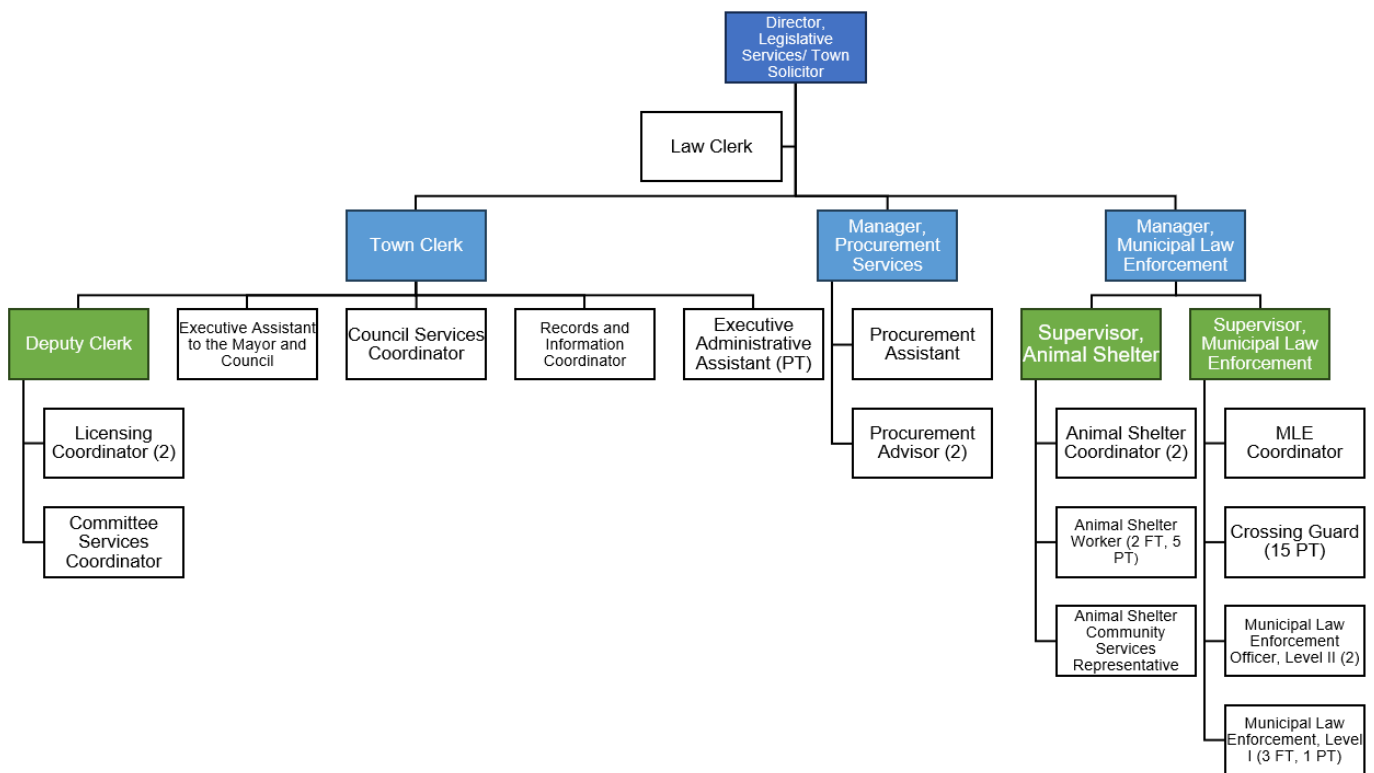 Director,
Legislative
Services/ Town
Solicitor
Law Clerk
Town Clerk
Manager,
Procurement
Services
Manager,
Municipal Law
Enforcement
Deputy Clerk
Executive Assistant
to the Mayor and
Council
Council Services
Coordinator
Records and
Information
Coordinator
Executive
Administrative
Assistant (PT)
Procurement
Assistant
Supervisor,
Animal Shelter
Supervisor,
Municipal Law
Enforcement
Licensing
Coordinator (2)
Procurement
Advisor (2)
Animal Shelter
Coordinator (2)
MLE
Coordinator
Committee
Services
Coordinator
Animal Shelter
Worker (2 FT, 5
PT)
Crossing Guard
(15 PT)
Animal Shelter
Community
Services
Representative
Municipal Law
Enforcement
Officer, Level II (2)
Municipal Law
Enforcement, Level
I (3 FT, 1 PT)